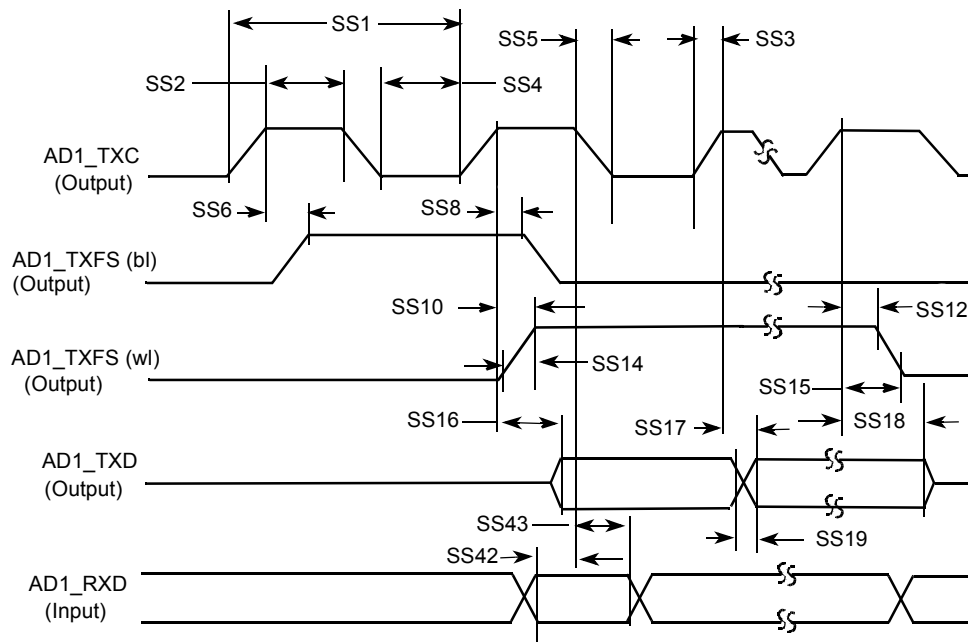 SS1
SS5
SS3
SS2
SS4
AD1_TXC
(Output)
SS6
SS8
AD1_TXFS (bl)
(Output)
SS10
SS12
AD1_TXFS (wl)
(Output)
SS14
SS15
SS16
SS17
SS18
AD1_TXD
(Output)
SS43
SS19
SS42
AD1_RXD
(Input)